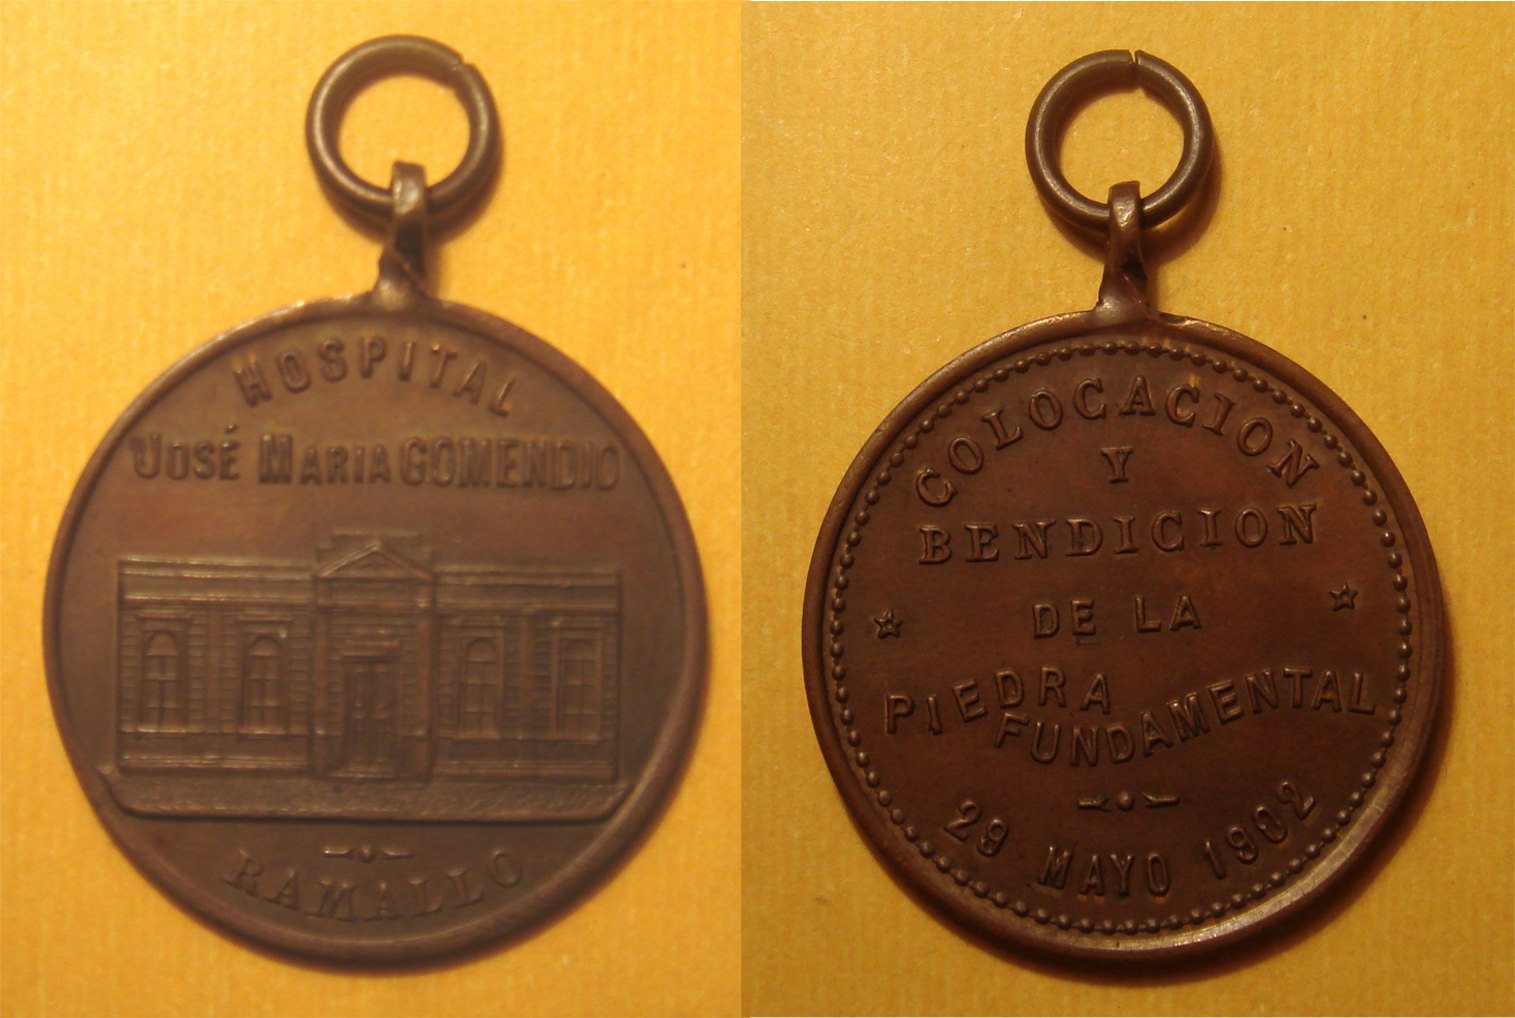 HOSPITAL
JOSÉ MARIA GOMENDIO
RAMALLO
COLOCACION
Y
BENDICION
DE LA
PIEDRA
FUNDAMENTAL
29 MAYO 1902